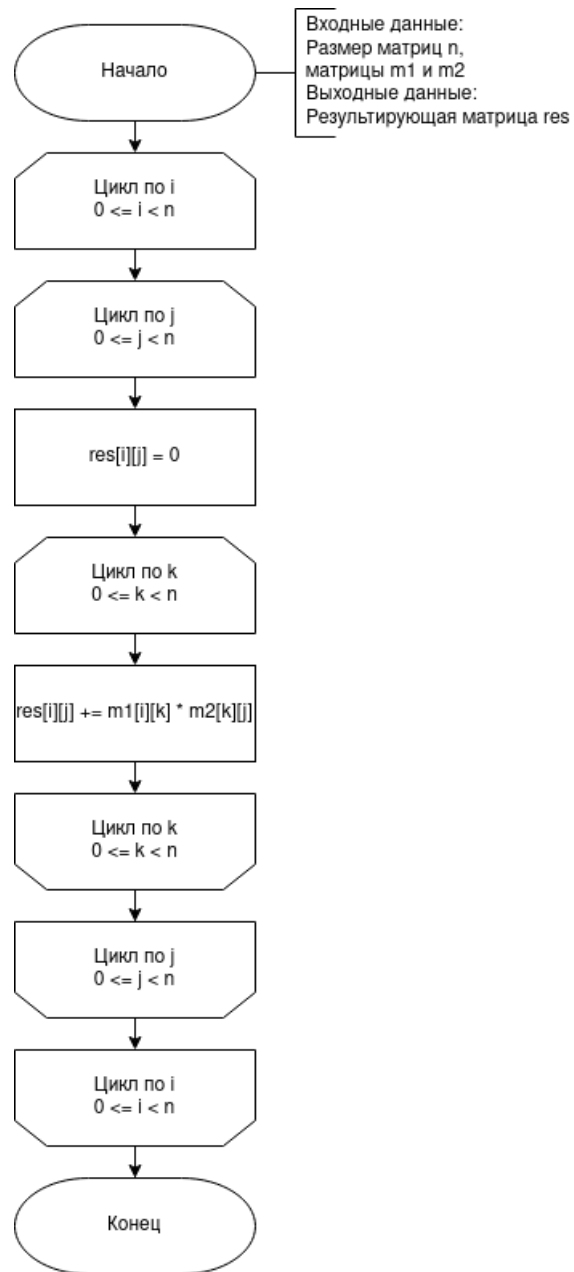 Начало
Входные данные:
Размер матриц n,
матрицы m1 и m2
Выходные данные:
Результирующая матрица res
Цикл по i
0 <= i < n
Цикл по j
0 <= j < n
res[i][j] = 0
Цикл по k
0 <= k < n
res[i][j] += m1[i][k] * m2[k][j]
Цикл по k
0 <= k < n
Цикл по j
0 <= j < n
Цикл по i
0 <= i < n
Конец